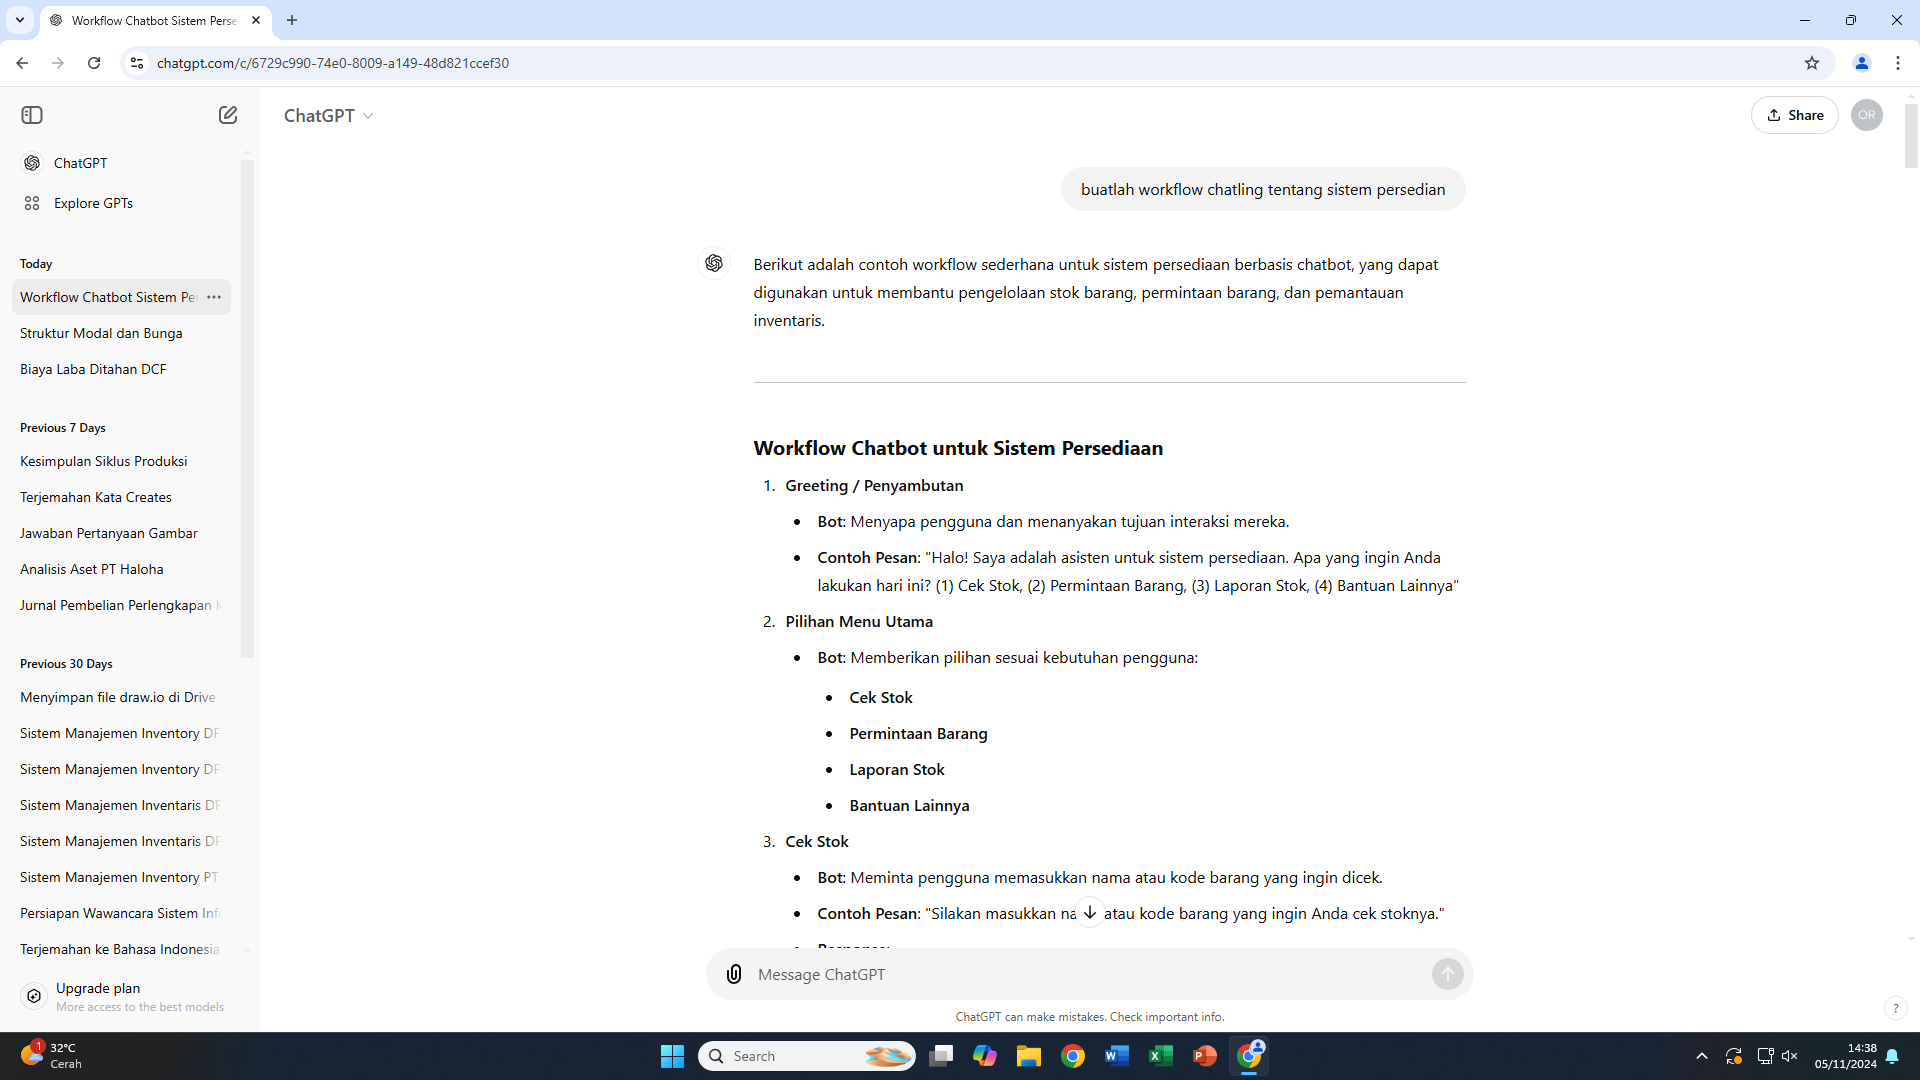 Workflow Chatbot Sistem Perse
chatgpt.com/c/6729c990-74e0-8009-a149-48d821ccef30
ChatGPT
Explore GPTs
Today
Workflow Chatbot Sistem Per
Struktur Modal dan Bunga
Biaya Laba Ditahan DCF
Previous 7 Days
Kesimpulan Siklus Produksi
Terjemahan Kata Creates
Jawaban Pertanyaan Gambar
Analisis Aset PT Haloha
Jurnal Pembelian Perlengkapan K
Previous 30 Days
Menyimpan file draw.io di Drive
Sistem Manajemen Inventory DF
Sistem Manajemen Inventory DF
Sistem Manajemen Inventaris DF
Sistem Manajemen Inventaris DF
Sistem Manajemen Inventory PT
Persiapan Wawancara Sistem Info
Terjemahan ke Bahasa Indonesia
Upgrade plan
More access to the best models
ChatGPT
Share
OR
buatlah workflow chatling tentang sistem persedian
Berikut adalah contoh workflow sederhana untuk sistem persediaan berbasis chatbot, yang dapat
digunakan untuk membantu pengelolaan stok barang, permintaan barang, dan pemantauan
inventaris.
Workflow Chatbot untuk Sistem Persediaan
1. Greeting / Penyambutan
• Bot: Menyapa pengguna dan menanyakan tujuan interaksi mereka.
• Contoh Pesan: "Halo! Saya adalah asisten untuk sistem persediaan. Apa yang ingin Anda
lakukan hari ini? (1) Cek Stok, (2) Permintaan Barang, (3) Laporan Stok, (4) Bantuan Lainnya"
2. Pilihan Menu Utama
• Bot: Memberikan pilihan sesuai kebutuhan pengguna:
• Cek Stok
• Permintaan Barang
• Laporan Stok
• Bantuan Lainnya
3. Cek Stok
• Bot: Meminta pengguna memasukkan nama atau kode barang yang ingin dicek.
• Contoh Pesan: "Silakan masukkan na atau kode barang yang ingin Anda cek stoknya."
Message ChatGPT
ChatGPT can make mistakes. Check important info.
?
1
32°C
Cerah
Search
14:38
05/11/2024